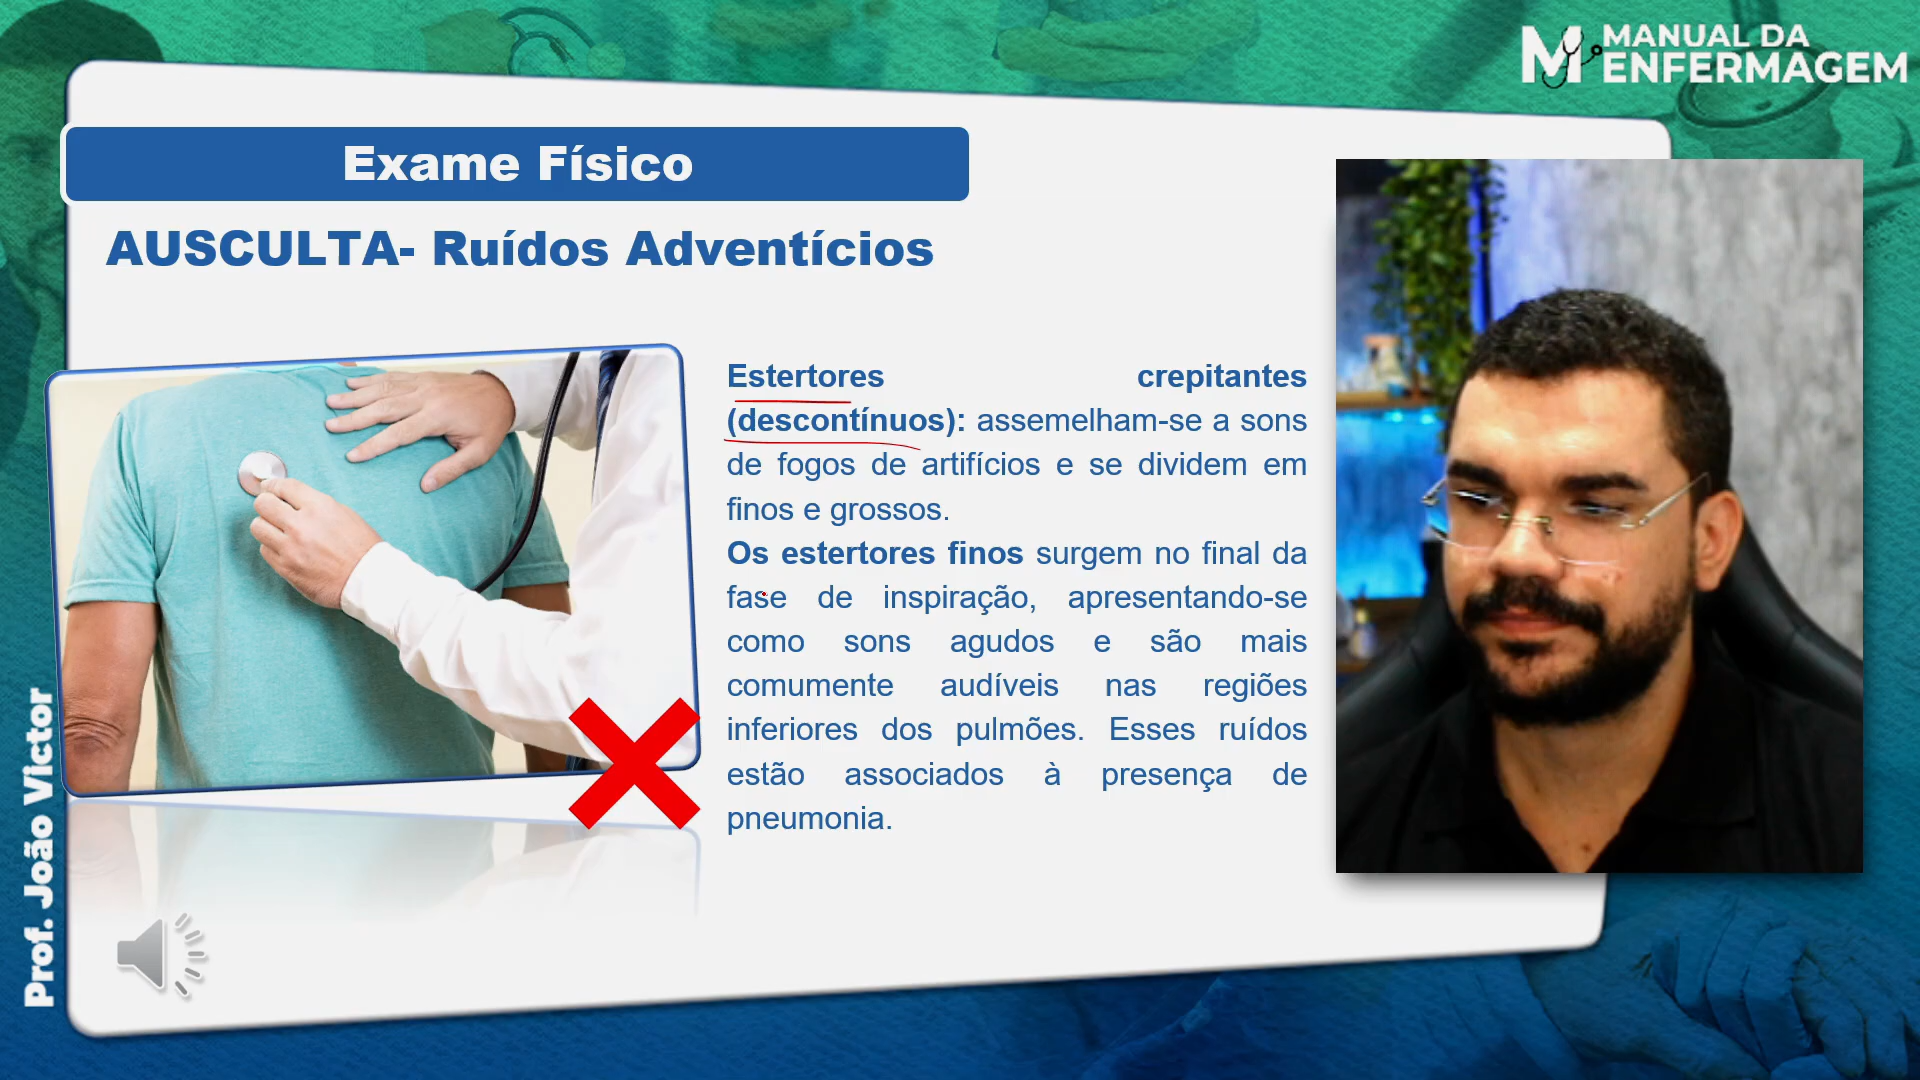 MANUAL DA
ENFERMAGEM
Exame Físico
AUSCULTA- Ruídos Adventícios
Estertores crepitantes
(descontínuos): assemelham-se a sons
de fogos de artifícios e se dividem em
finos e grossos.
Os estertores finos surgem no final da
fase de inspiração, apresentando-se
como sons agudos e são mais
comumente audíveis nas regiões
inferiores dos pulmões. Esses ruídos
estão associados à presença de
pneumonia.
Prof. João Victor